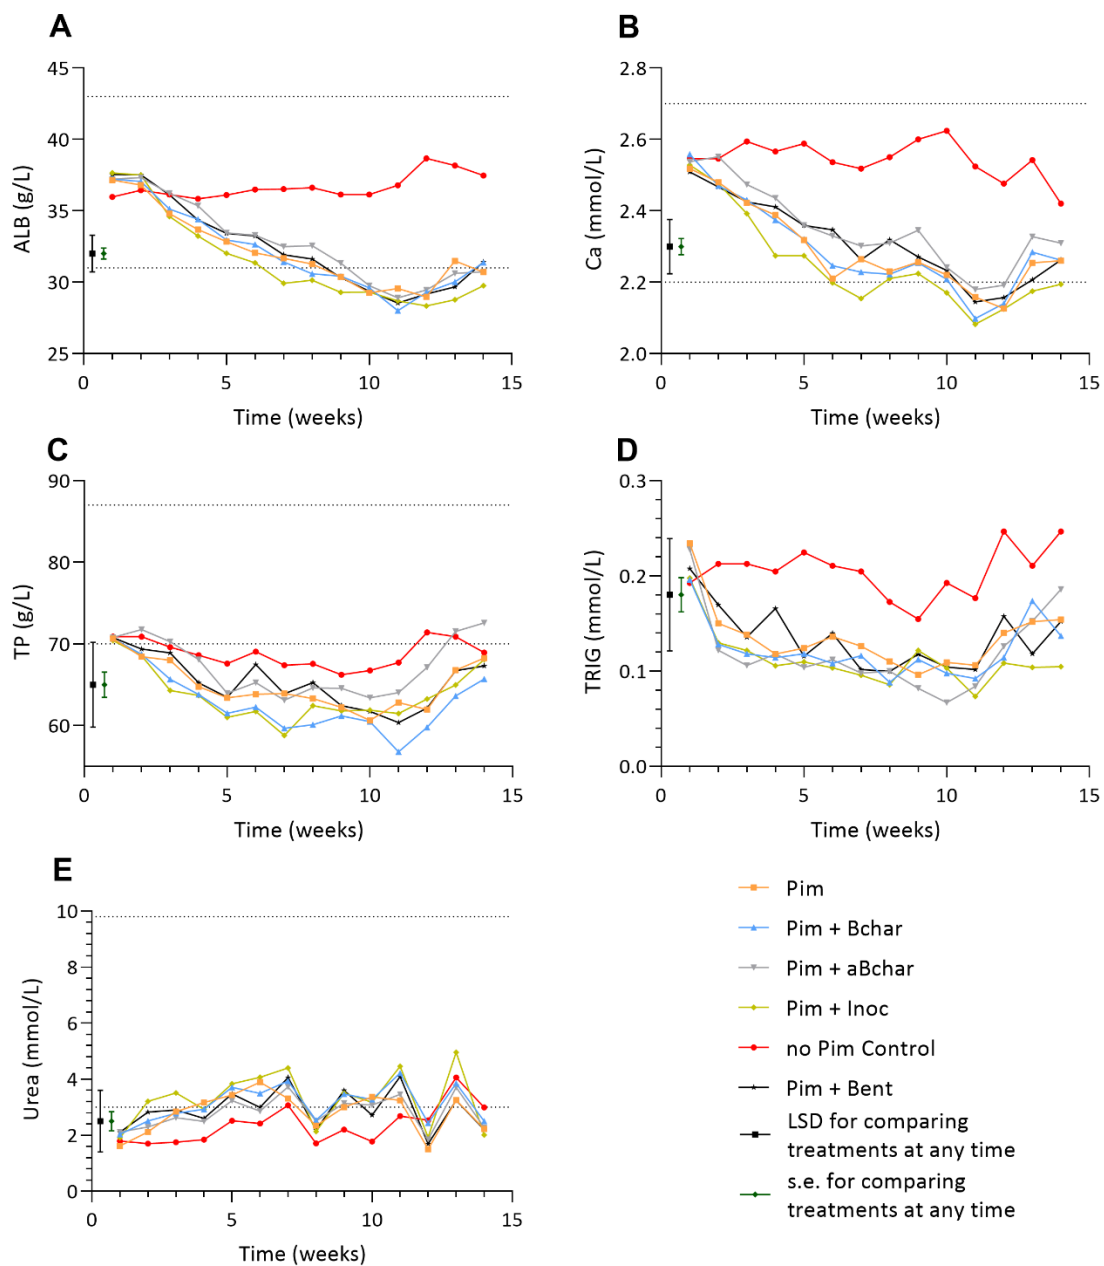 A
B
45
40
35
30
25
ALB (g/L)
0
5
10
15
Time (weeks)
2.8
2.6
2.4
2.2
2.0
Ca (mmol/L)
0
5
10
15
Time (weeks)
C
D
90
80
70
60
TP (g/L)
0
5
10
15
Time (weeks)
0.3
0.2
0.1
0.0
TRIG (mmol/L)
0
5
10
15
Time (weeks)
E
10
8
6
4
2
0
Urea (mmol/L)
0
5
10
15
Time (weeks)
Pim
Pim + Bchar
Pim + aBchar
Pim + Inoc
no Pim Control
Pim + Bent
LSD for comparing
treatments at any time
s.e. for comparing
treatments at any time